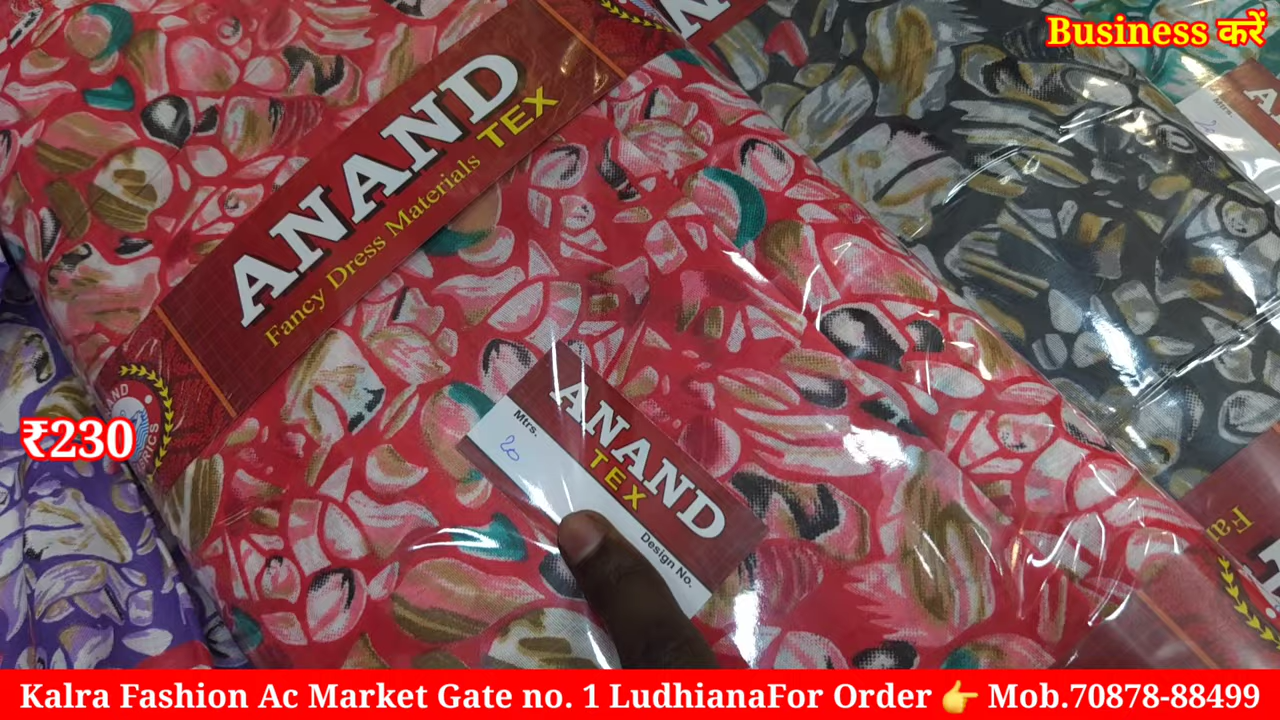 Business करें
ANAND
TEX
Fancy Dress Materials
₹230
ANAND
TEX
Mtrs.
20
Design No.
Mtrs.
Kalra Fashion Ac Market Gate no. 1 LudhianaFor Order 👉 Mob.70878-88499